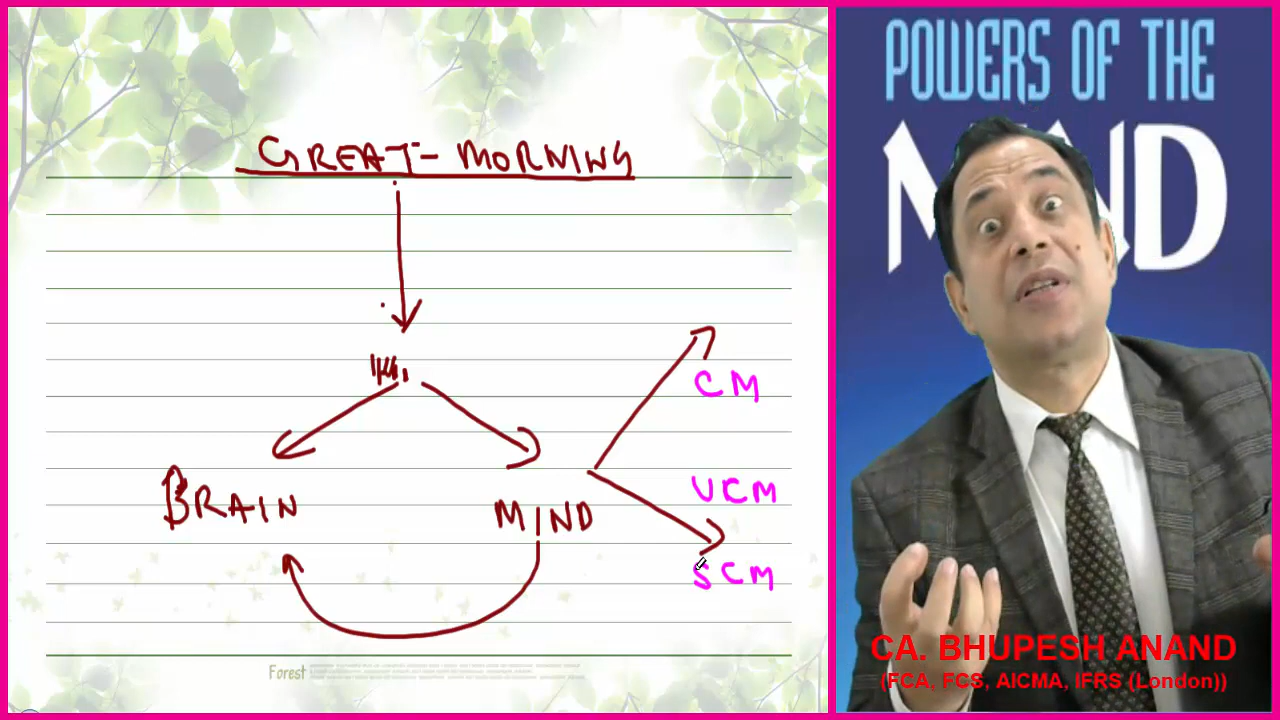 GREAT-MORNING
BRAIN
MIND
CM
UCM
SCM
Forest
POWERS OF THE
MIND
CA. BHUPESH ANAND
(FCA, FCS, AICMA, IFRS (London))